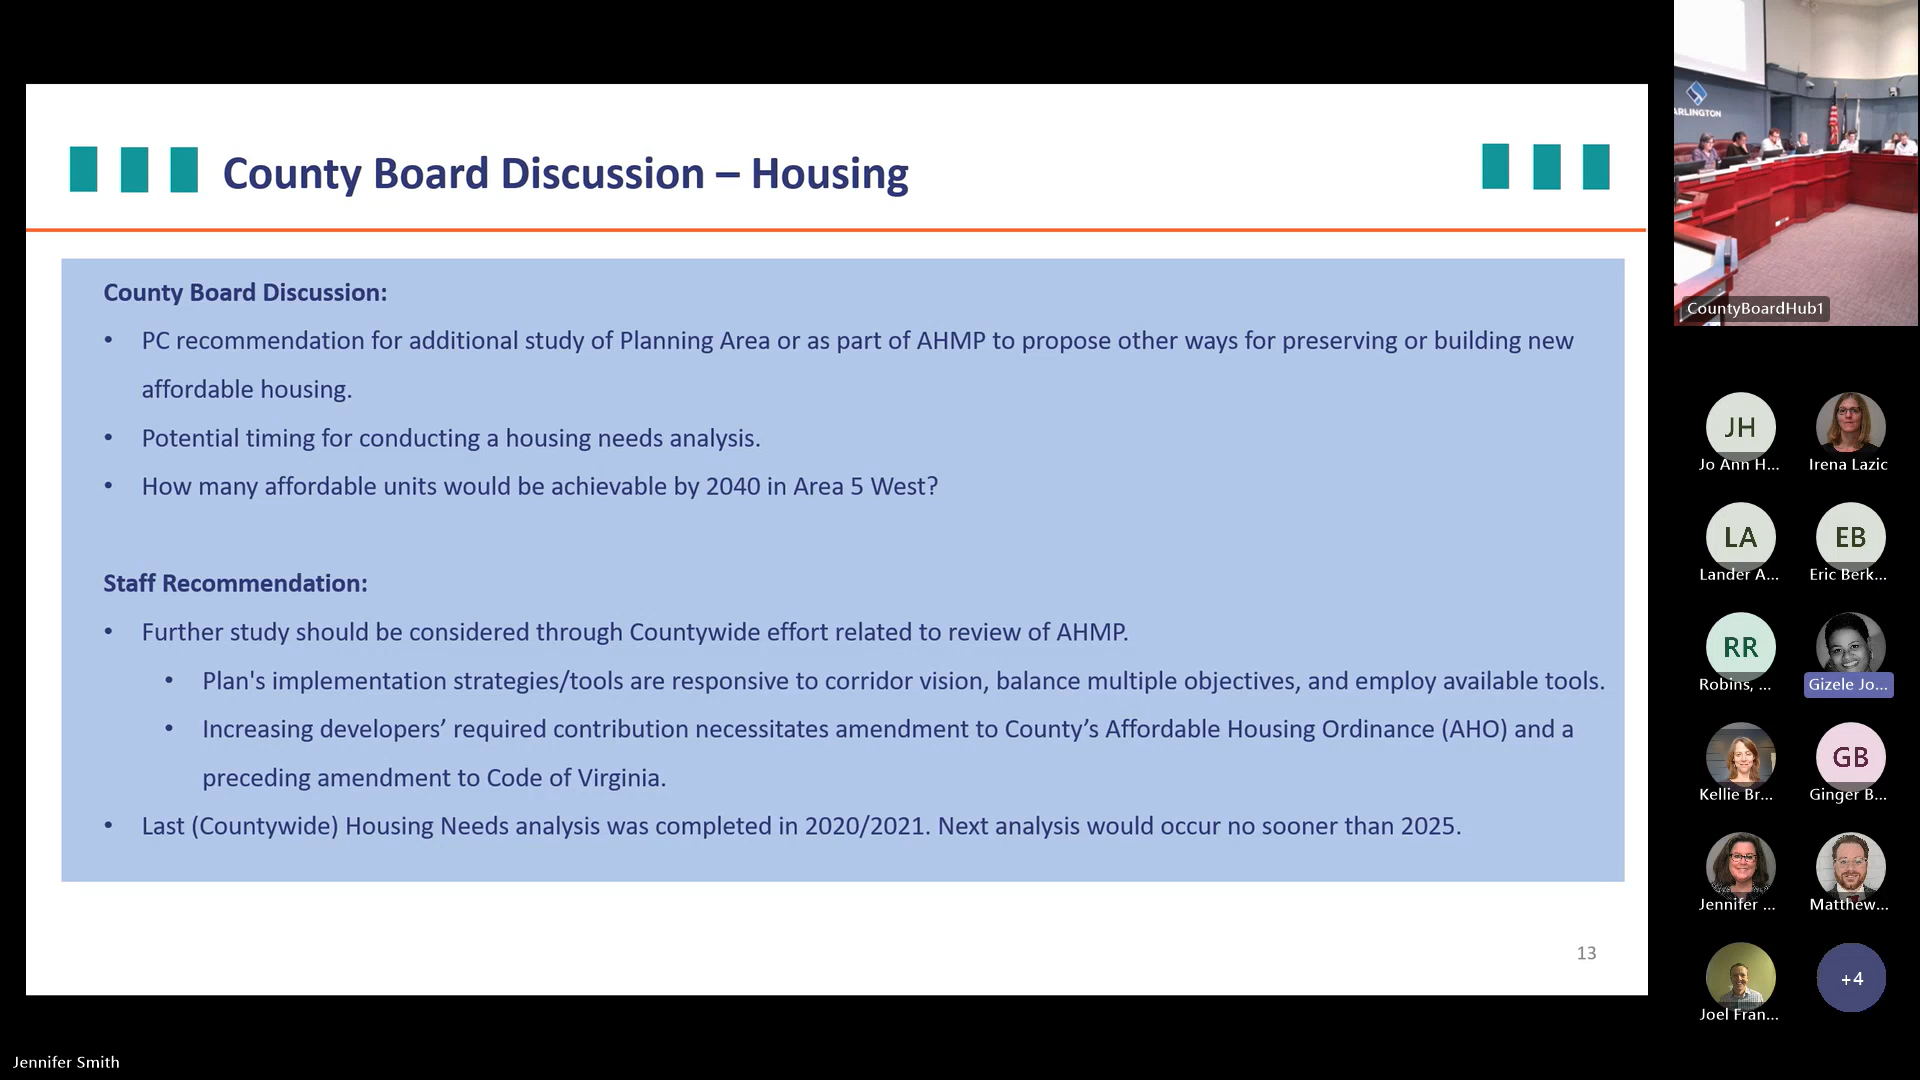 County Board Discussion – Housing
County Board Discussion:
• PC recommendation for additional study of Planning Area or as part of AHMP to propose other ways for preserving or building new
affordable housing.
• Potential timing for conducting a housing needs analysis.
• How many affordable units would be achievable by 2040 in Area 5 West?
Staff Recommendation:
• Further study should be considered through Countywide effort related to review of AHMP.
• Plan's implementation strategies/tools are responsive to corridor vision, balance multiple objectives, and employ available tools.
• Increasing developers’ required contribution necessitates amendment to County’s Affordable Housing Ordinance (AHO) and a
preceding amendment to Code of Virginia.
• Last (Countywide) Housing Needs analysis was completed in 2020/2021. Next analysis would occur no sooner than 2025.
13
Jennifer Smith
ARLINGTON
CountyBoardHub1
JH
Jo Ann H...
Irena Lazic
LA
EB
Lander A...
Eric Berk...
RR
Robins, ...
Gizele Jo...
GB
Kellie Br...
Ginger B...
Jennifer ...
Matthew...
+4
Joel Fran...